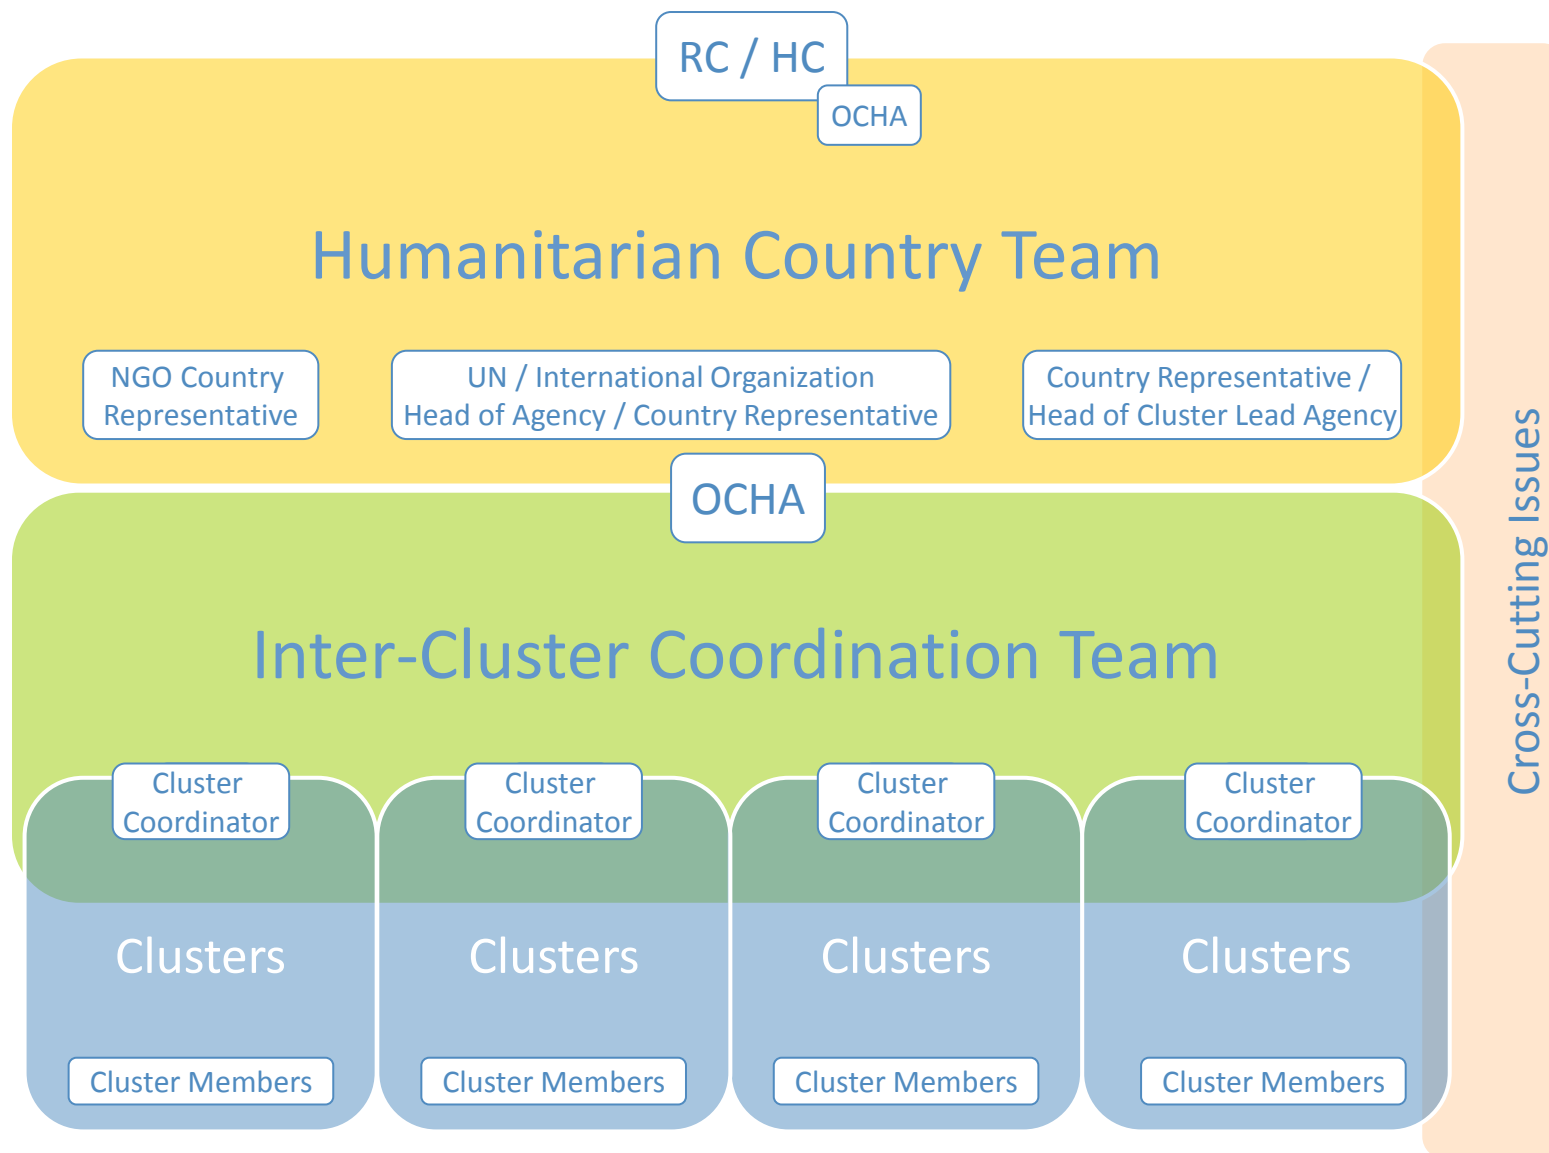 RC / HC
OCHA
Humanitarian Country Team
NGO Country
Representative
UN / International Organization
Head of Agency / Country Representative
Country Representative /
Head of Cluster Lead Agency
OCHA
Inter-Cluster Coordination Team
Cluster
Coordinator
Cluster
Coordinator
Cluster
Coordinator
Cluster
Coordinator
Clusters
Clusters
Clusters
Clusters
Cluster Members
Cluster Members
Cluster Members
Cluster Members
Cross-Cutting Issues